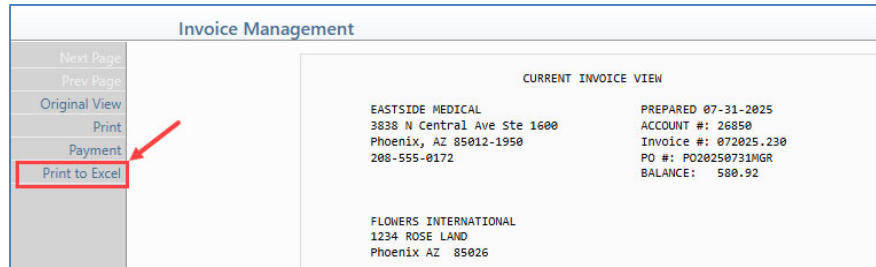 Invoice Management
Next Page
Prev Page
Original View
Print
Payment
Print to Excel
CURRENT INVOICE VIEW
EASTSIDE MEDICAL
3838 N Central Ave Ste 1600
Phoenix, AZ 85012-1950
208-555-0172
PREPARED 07-31-2025
ACCOUNT #: 26850
Invoice #: 072025.230
PO #: PO20250731MGR
BALANCE: 580.92
FLOWERS INTERNATIONAL
1234 ROSE LAND
Phoenix AZ 85026